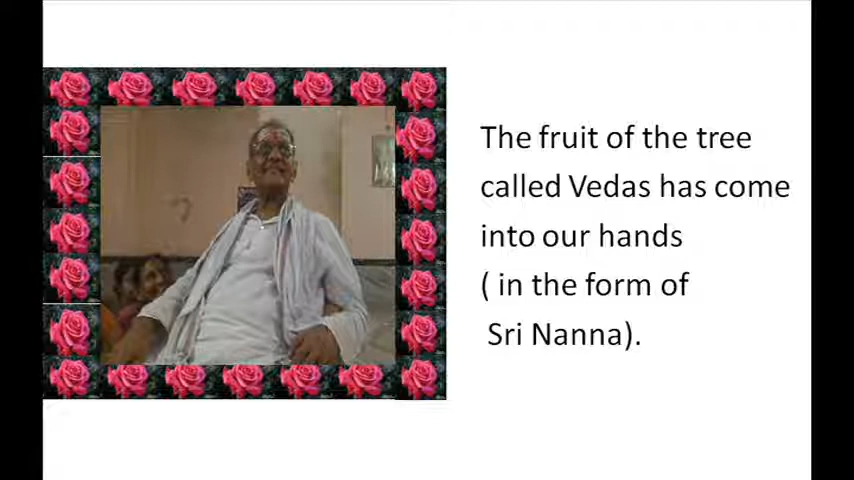 The fruit of the tree
called Vedas has come
into our hands
( in the form of
Sri Nanna).